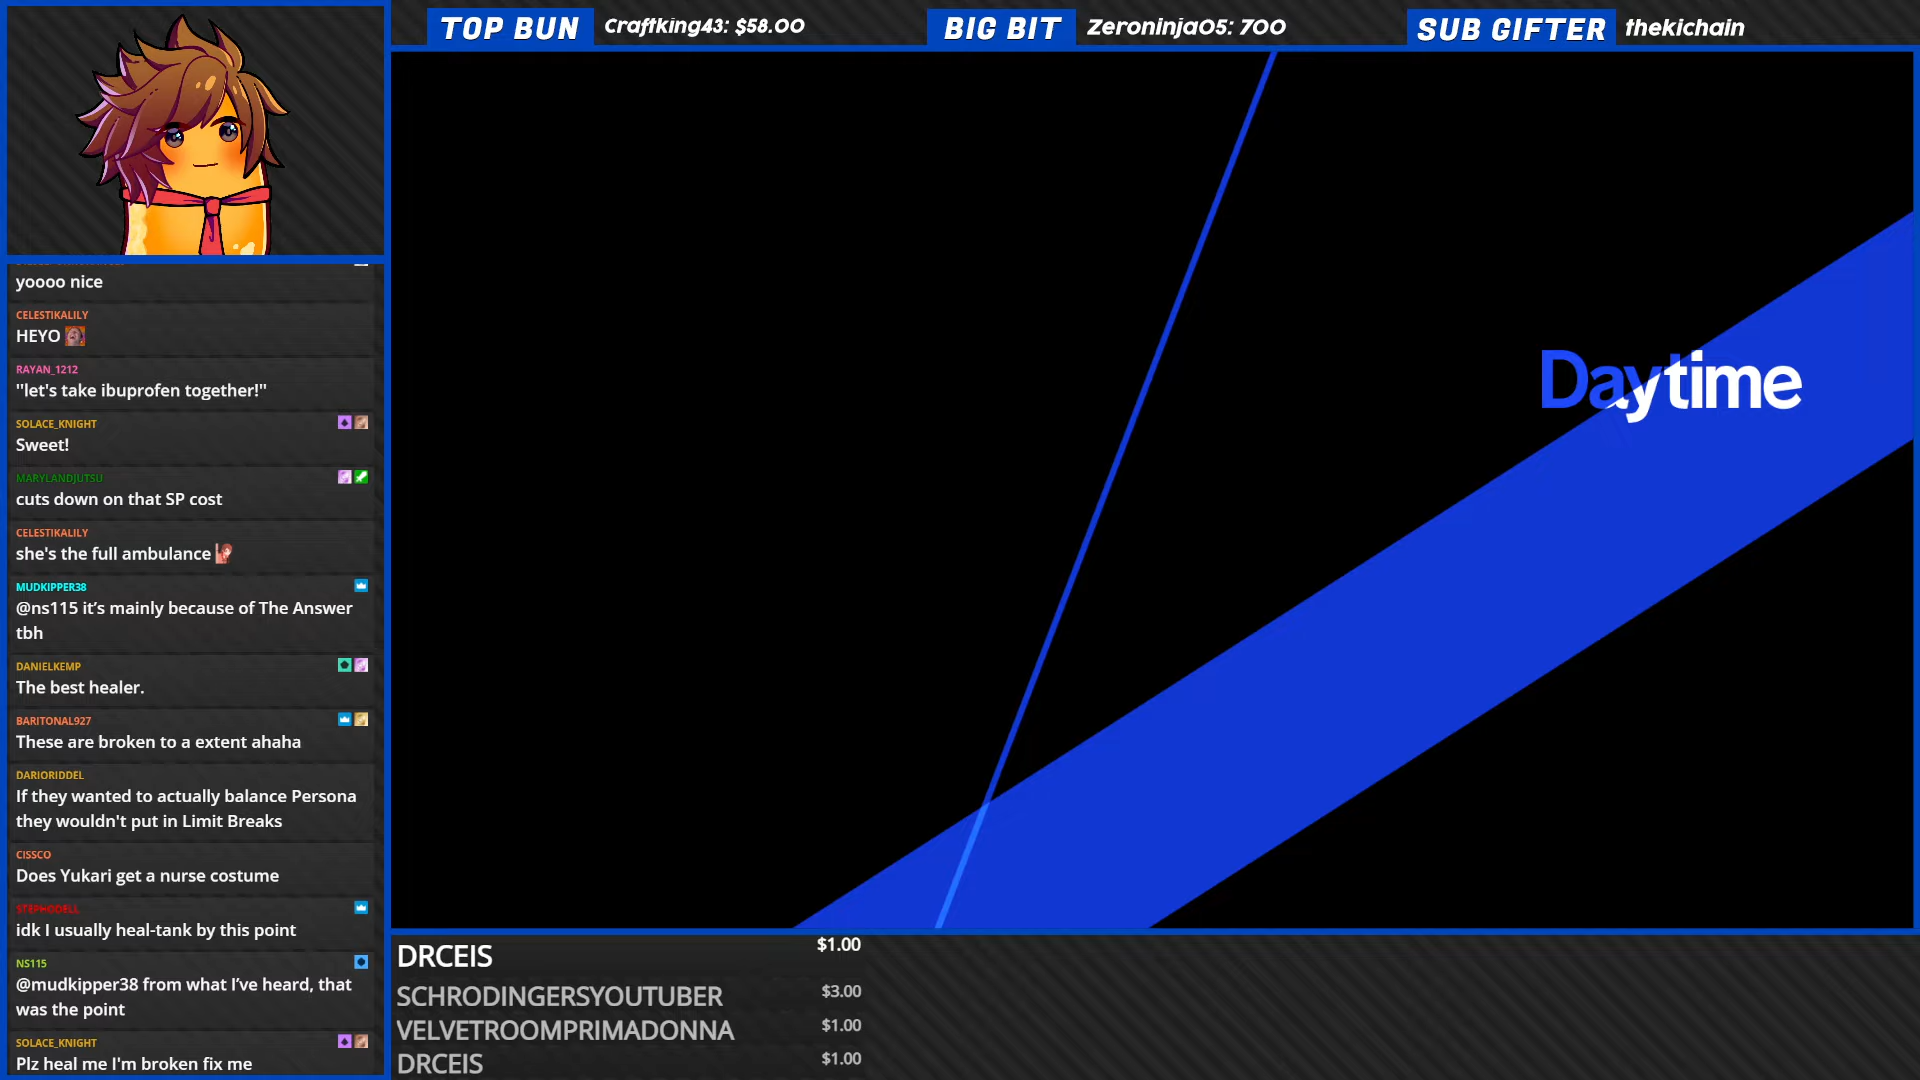 TOP BUN
Craftking43: $58.00
BIG BIT
Zeroninja05: 700
SUB GIFTER
thekichain
yoooo nice
CELESTIKALILY
HEYO
RAYAN_1212
"let's take ibuprofen together!"
SOLACE_KNIGHT
Sweet!
MARYLANDJUTSU
cuts down on that SP cost
CELESTIKALILY
she's the full ambulance
MUDKIPPER38
@ns115 it’s mainly because of The Answer
tbh
DANIELKEMP
The best healer.
BARITONAL927
These are broken to a extent ahaha
DARIORIDDEL
If they wanted to actually balance Persona
they wouldn't put in Limit Breaks
CISSCO
Does Yukari get a nurse costume
STEPHODELL
idk I usually heal-tank by this point
NS115
@mudkipper38 from what I’ve heard, that
was the point
SOLACE_KNIGHT
Plz heal me I'm broken fix me
Daytime
DRCEIS $1.00
SCHRODINGERSYOUTUBER $3.00
VELVETROOMPRIMADONNA $1.00
DRCEIS $1.00